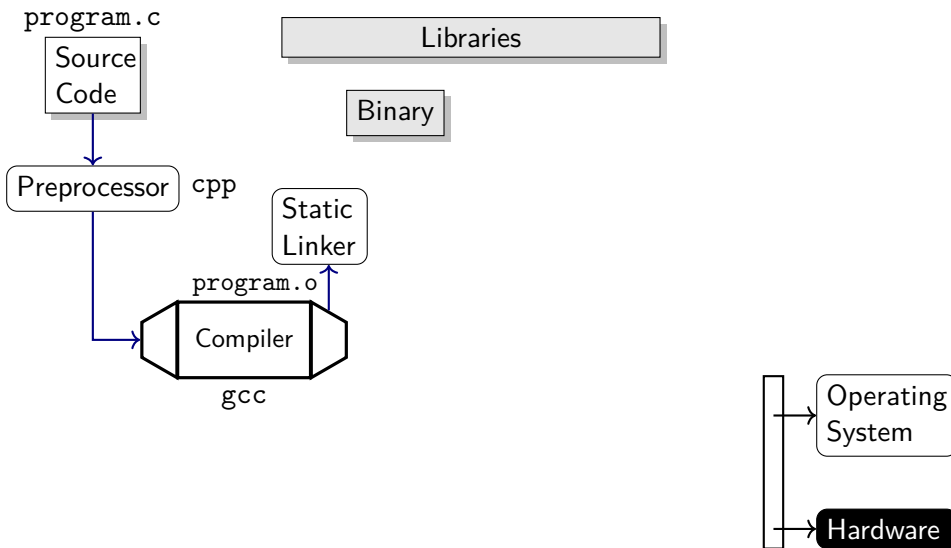 program.c
Libraries
Source
Code
Binary
Preprocessor
cpp
Static
Linker
program.o
Compiler
gcc
Operating
System
Hardware